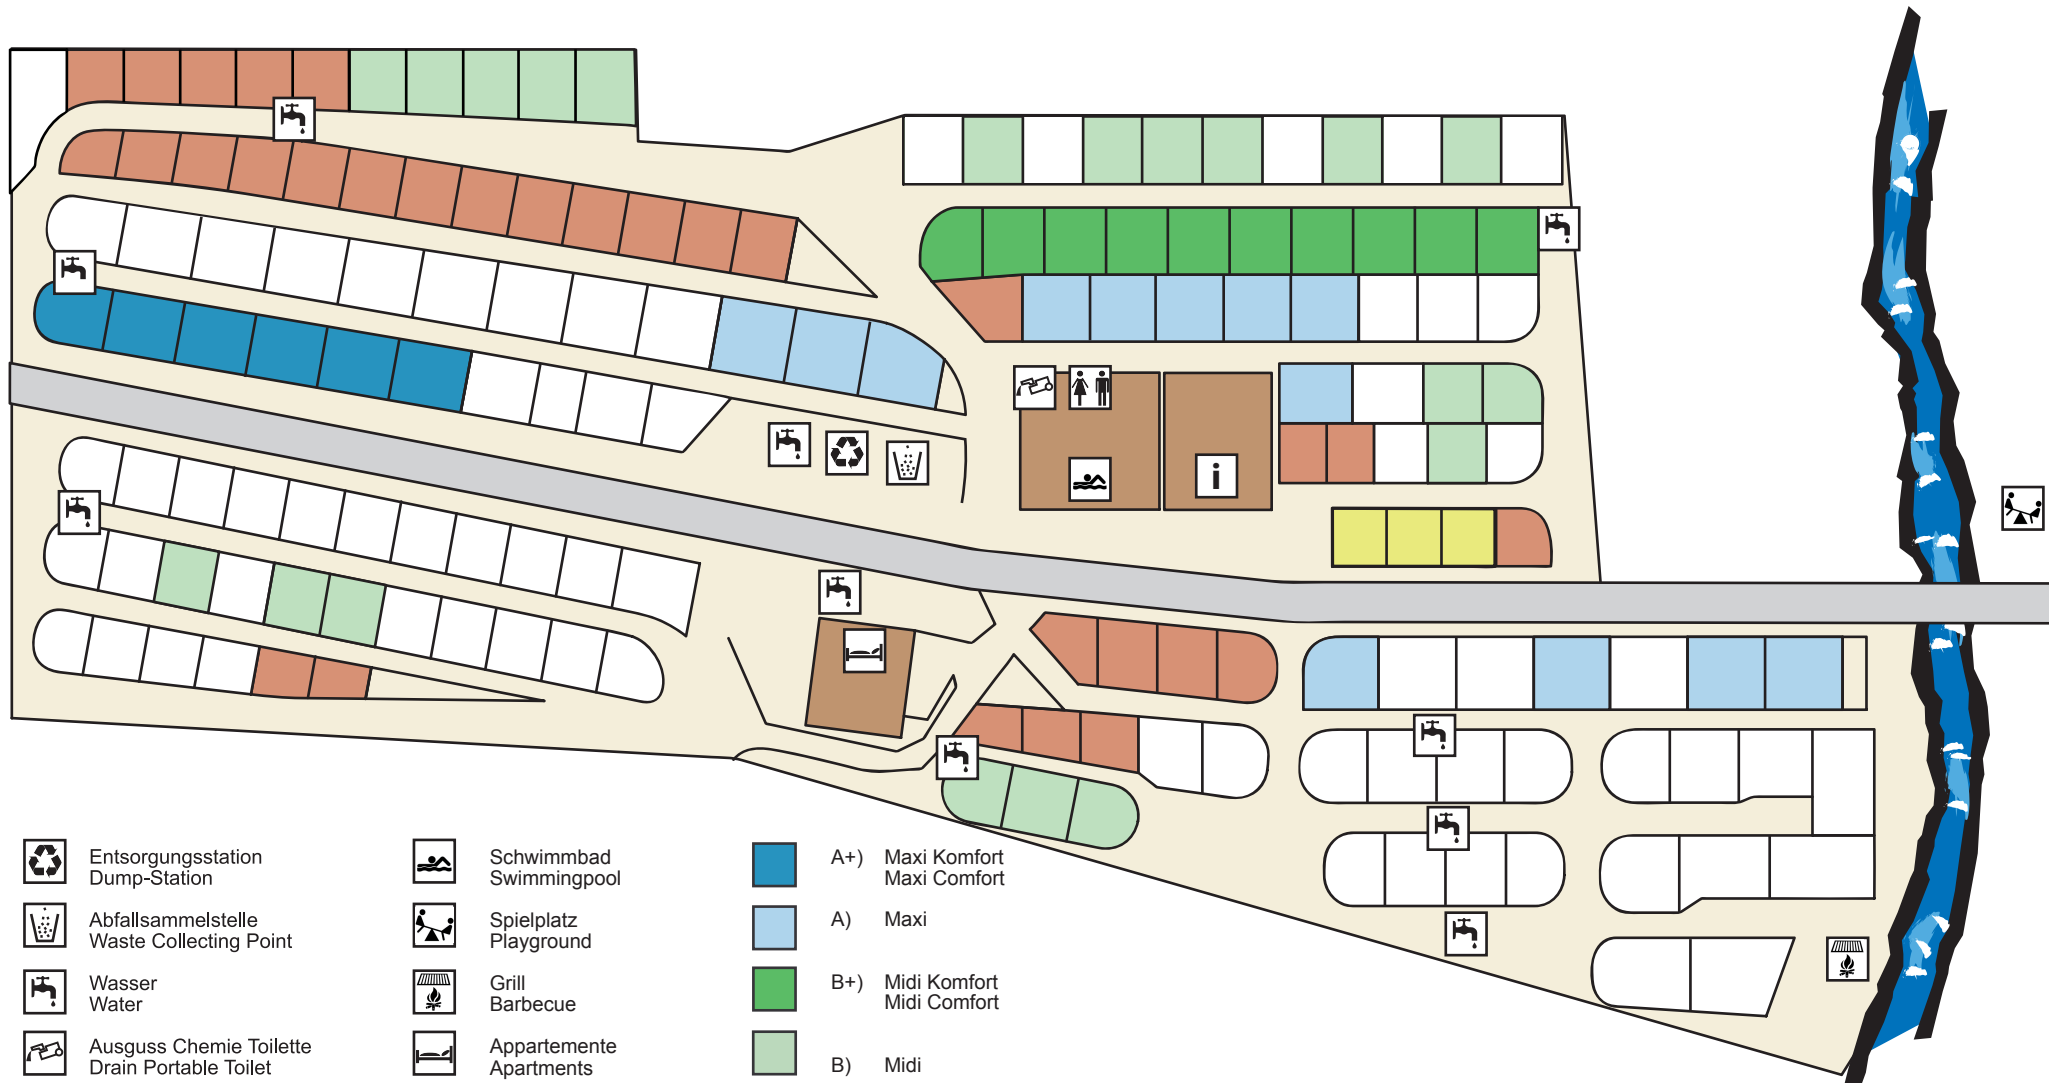 i
Entsorgungsstation
Dump-Station
Abfallsammelstelle
Waste Collecting Point
Wasser
Water
Ausguss Chemie Toilette
Drain Portable Toilet
Schwimmbad
Swimmingpool
Spielplatz
Playground
Grill
Barbecue
Appartemente
Apartments
A+) Maxi Komfort
Maxi Comfort
A) Maxi
B+) Midi Komfort
Midi Comfort
B) Midi